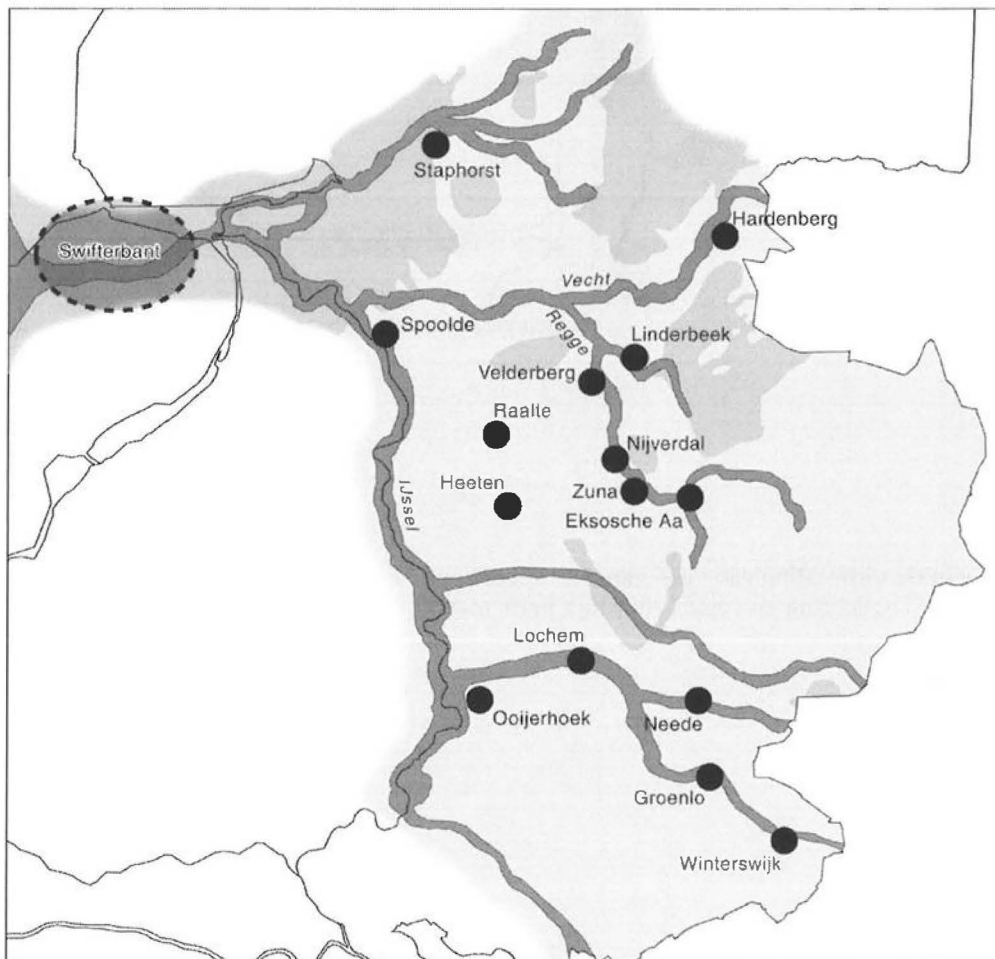 Staphorst
Hardenberg
Swifterbant
Vecht
Regge
Spoolde
Linderbeek
Velderberg
Raalte
Nijverdal
Heeten
IJssel
Zuna
Eksosche Aa
Lochem
Ooijerhoek
Neede
Groenlo
Winterswijk